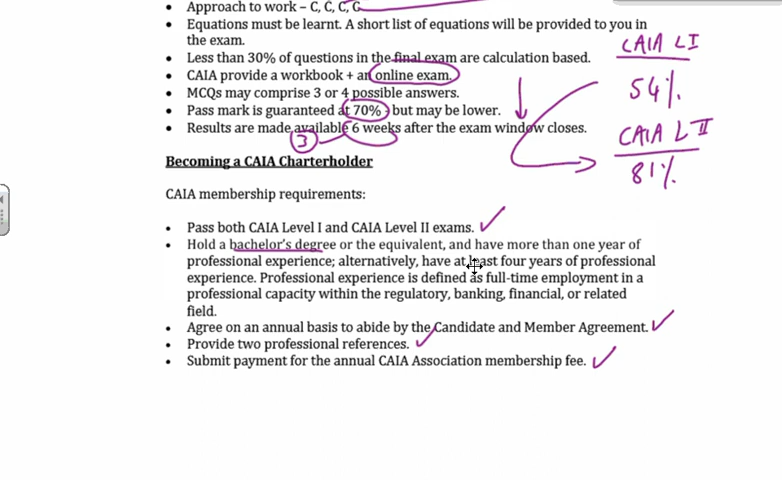 • Approach to work – C, C, C, C
• Equations must be learnt. A short list of equations will be provided to you in
the exam.
• Less than 30% of questions in the final exam are calculation based.
• CAIA provide a workbook + an online exam.
• MCQs may comprise 3 or 4 possible answers.
• Pass mark is guaranteed at 70% - but may be lower.
• Results are made available 6 weeks after the exam window closes.
3
CAIA LI
54%
CAIA LII
81%
Becoming a CAIA Charterholder
CAIA membership requirements:
• Pass both CAIA Level I and CAIA Level II exams.
• Hold a bachelor's degree or the equivalent, and have more than one year of
professional experience; alternatively, have at least four years of professional
experience. Professional experience is defined as full-time employment in a
professional capacity within the regulatory, banking, financial, or related
field.
• Agree on an annual basis to abide by the Candidate and Member Agreement.
• Provide two professional references.
• Submit payment for the annual CAIA Association membership fee.